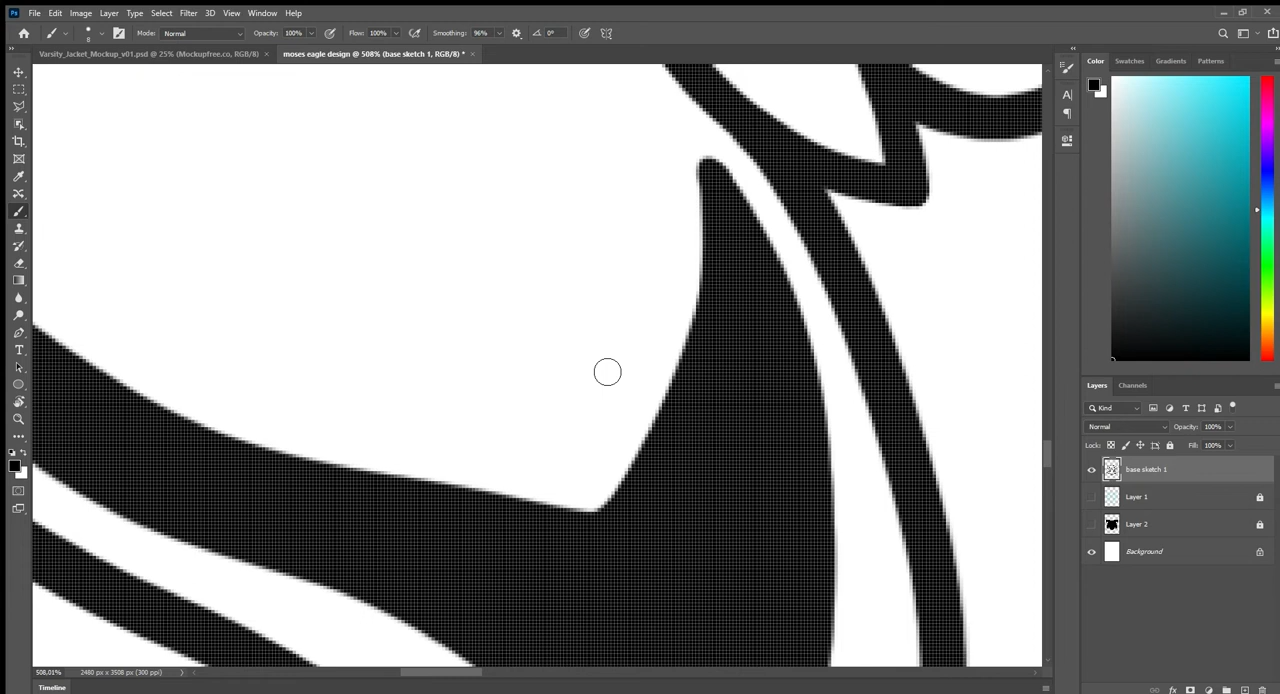 Ps File Edit Image Layer Type Select Filter 3D View Window Help
8 Mode: Normal Opacity: 100% Flow: 100% Smoothing: 96% 0°
Varsity_Jacket_Mockup_v01.psd @ 25% (Mockupfree.co, RGB/8) × moses eagle design @ 508% (base sketch 1, RGB/8) * ×
Color Swatches Gradients Patterns
Layers Channels
Kind
Normal Opacity: 100%
Lock: Fill: 100%
base sketch 1
Layer 1
Layer 2
Background
508,01% 2480 px x 3508 px (300 ppi)
Timeline
fx